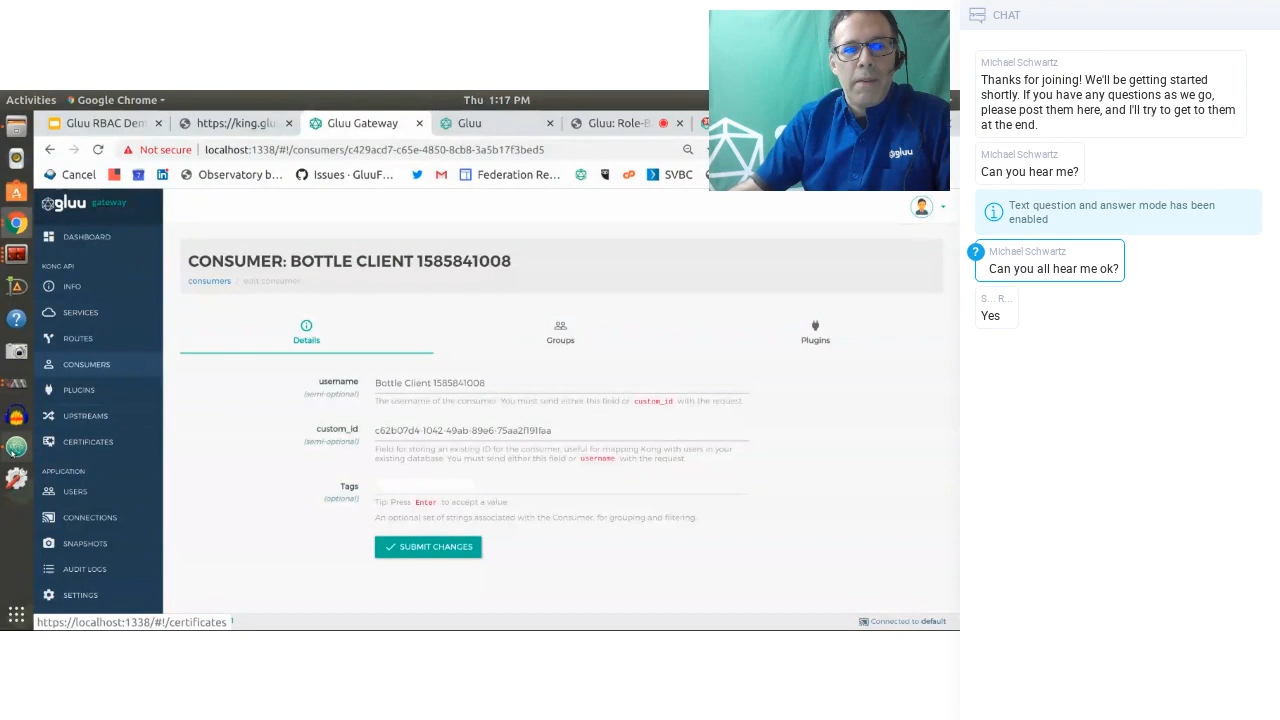 Activities
Google Chrome
Thu 1:17 PM
Gluu RBAC Dem
https://king.glu
Gluu Gateway
Gluu
Gluu: Role-B
Not secure
localhost:1338/#!/consumers/c429acd7-c65e-4850-8cb8-3a5b17f3bed5
Cancel
Observatory b...
Issues · GluuF...
Federation Re...
SVBC
gluu
gluu gateway
DASHBOARD
KONG API
INFO
SERVICES
ROUTES
CONSUMERS
PLUGINS
UPSTREAMS
CERTIFICATES
APPLICATION
USERS
CONNECTIONS
SNAPSHOTS
AUDIT LOGS
SETTINGS
https://localhost:1338/#!/certificates
CONSUMER: BOTTLE CLIENT 1585841008
consumers / edit consumer
Details
Groups
Plugins
username
(semi-optional)
Bottle Client 1585841008
The username of the consumer. You must send either this field or custom_id with the request.
custom_id
(semi-optional)
c62b07d4-1042-49ab-89e6-75aa2f191faa
Field for storing an existing ID for the consumer, useful for mapping Kong with users in your
existing database. You must send either this field or username with the request.
Tags
(optional)
Tip: Press Enter to accept a value
An optional set of strings associated with the Consumer, for grouping and filtering.
SUBMIT CHANGES
Connected to default
CHAT
Michael Schwartz
Thanks for joining! We'll be getting started
shortly. If you have any questions as we go,
please post them here, and I'll try to get to them
at the end.
Michael Schwartz
Can you hear me?
Text question and answer mode has been
enabled
Michael Schwartz
Can you all hear me ok?
S... R...
Yes